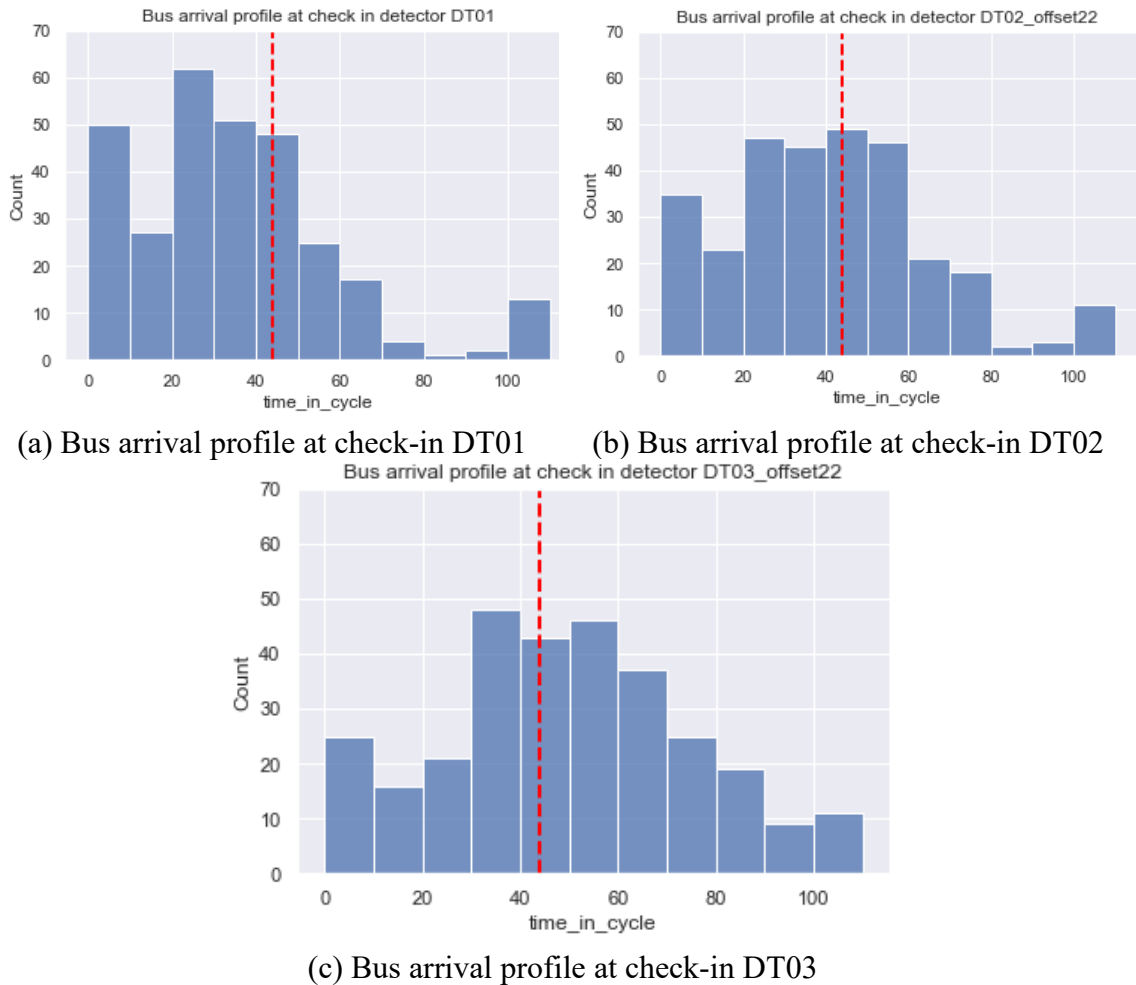 Bus arrival profile at check in detector DT01
70
60
50
40
30
20
10
0
Count
0 20 40 60 80 100
time_in_cycle
(a) Bus arrival profile at check-in DT01
Bus arrival profile at check in detector DT02_offset22
70
60
50
40
30
20
10
0
Count
0 20 40 60 80 100
time_in_cycle
(b) Bus arrival profile at check-in DT02
Bus arrival profile at check in detector DT03_offset22
70
60
50
40
30
20
10
0
Count
0 20 40 60 80 100
time_in_cycle
(c) Bus arrival profile at check-in DT03